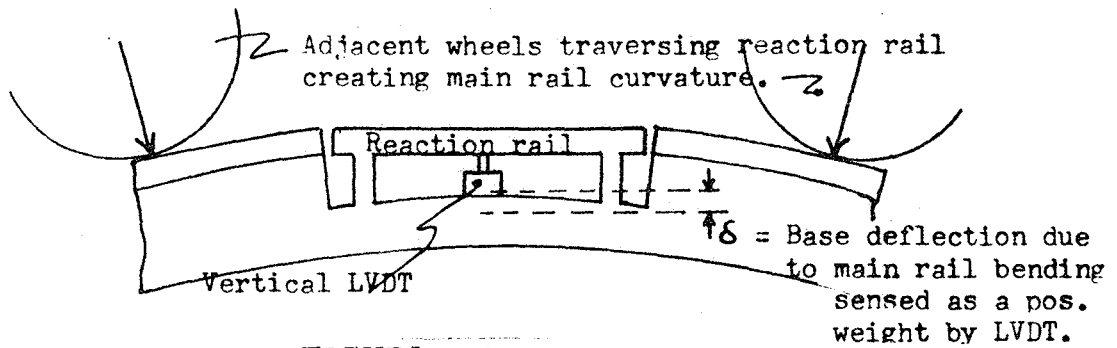 Adjacent wheels traversing reaction rail
creating main rail curvature.
Reaction rail
δ = Base deflection due
to main rail bending
sensed as a pos.
weight by LVDT.
Vertical LVDT